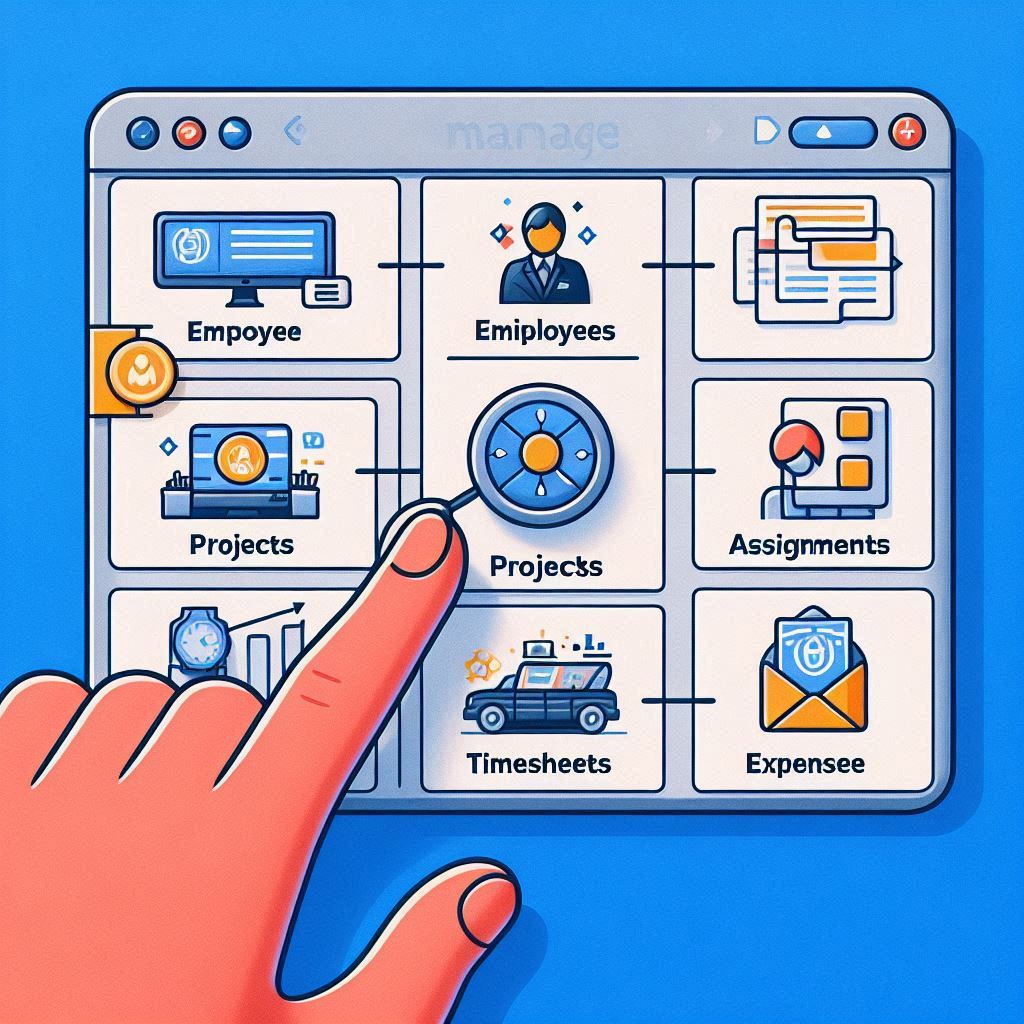 manage
Empoyee
Emiployees
Projects
Projecks
Assignments
Timesheets
Expensee